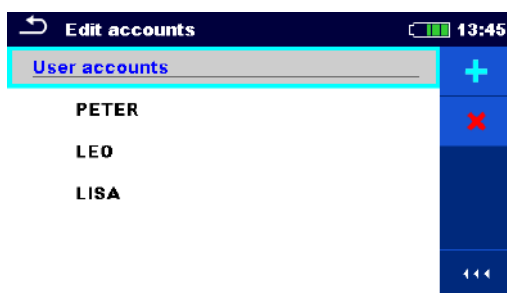 Edit accounts 13:45
User accounts
PETER
LEO
LISA